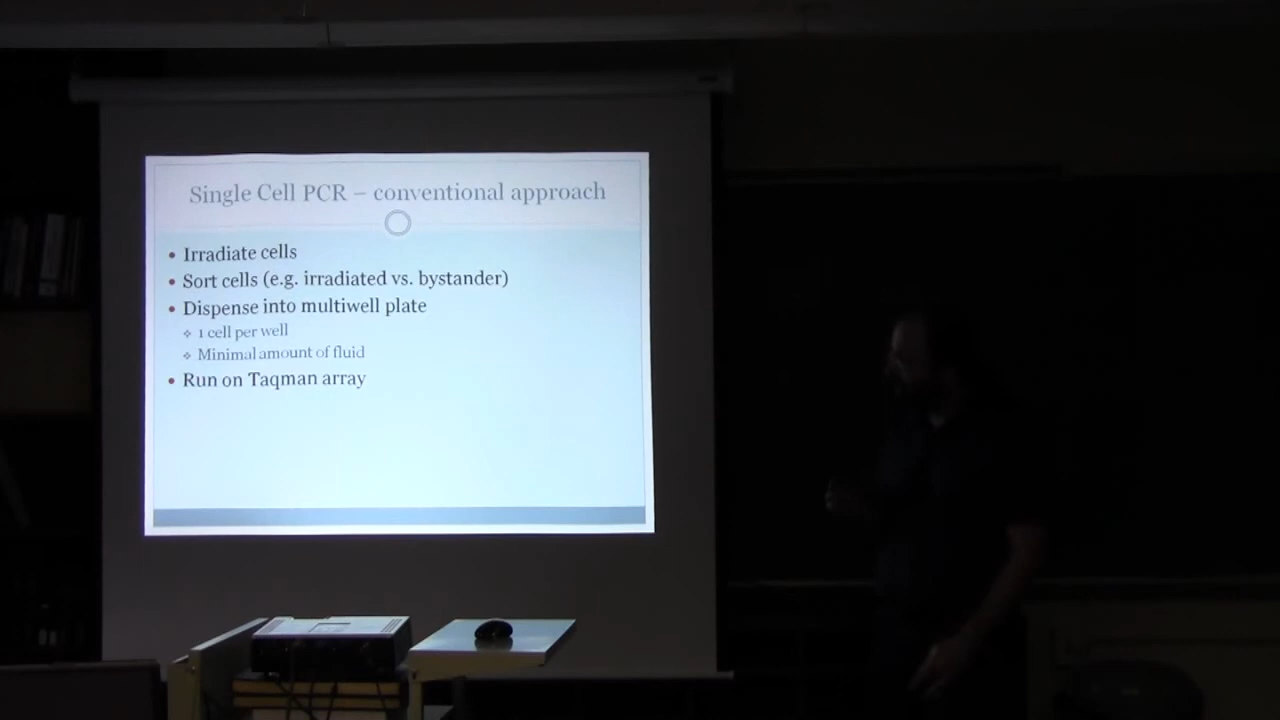 Single Cell PCR – conventional approach
• Irradiate cells
• Sort cells (e.g. irradiated vs. bystander)
• Dispense into multiwell plate
❖ 1 cell per well
❖ Minimal amount of fluid
• Run on Taqman array